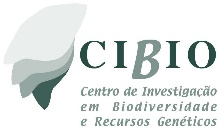 CIBIO
Centro de Investigação
em Biodiversidade
e Recursos Genéticos